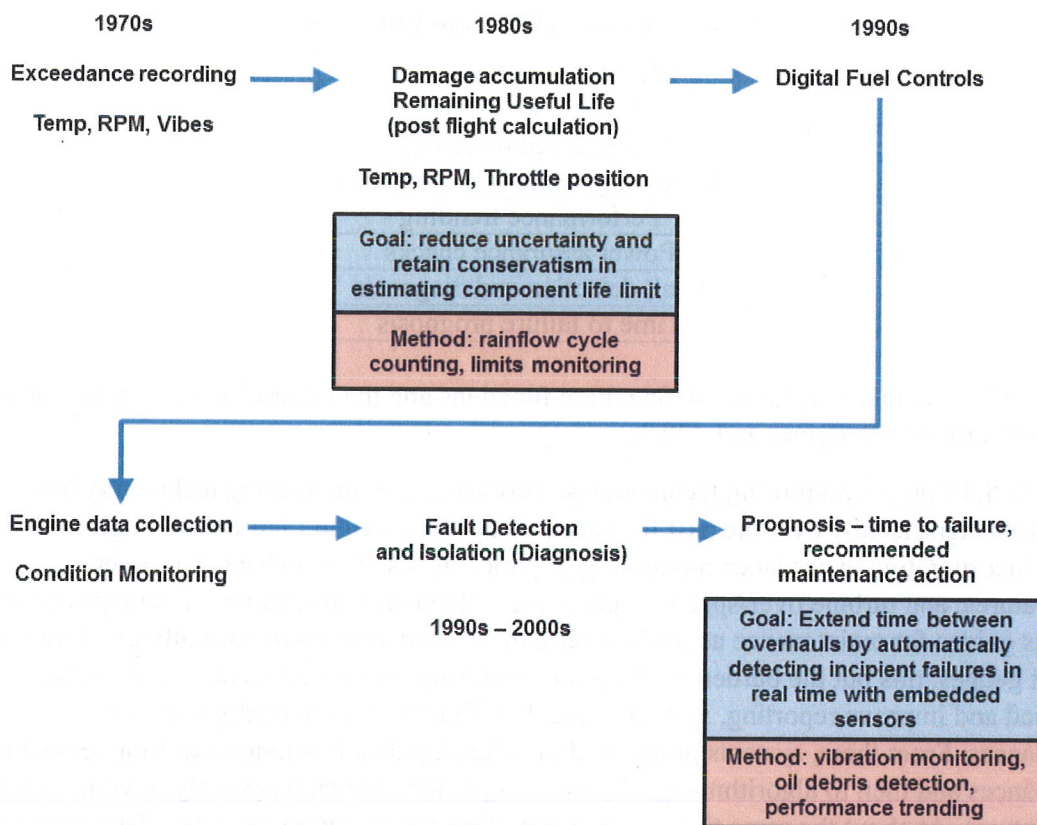 1970s
1980s
1990s
Exceedance recording
Temp, RPM, Vibes
Damage accumulation
Remaining Useful Life
(post flight calculation)
Temp, RPM, Throttle position
Digital Fuel Controls
Goal: reduce uncertainty and
retain conservatism in
estimating component life limit
Method: rainflow cycle
counting, limits monitoring
Engine data collection
Condition Monitoring
Fault Detection
and Isolation (Diagnosis)
1990s – 2000s
Prognosis – time to failure,
recommended
maintenance action
Goal: Extend time between
overhauls by automatically
detecting incipient failures in
real time with embedded
sensors
Method: vibration monitoring,
oil debris detection
performance trending